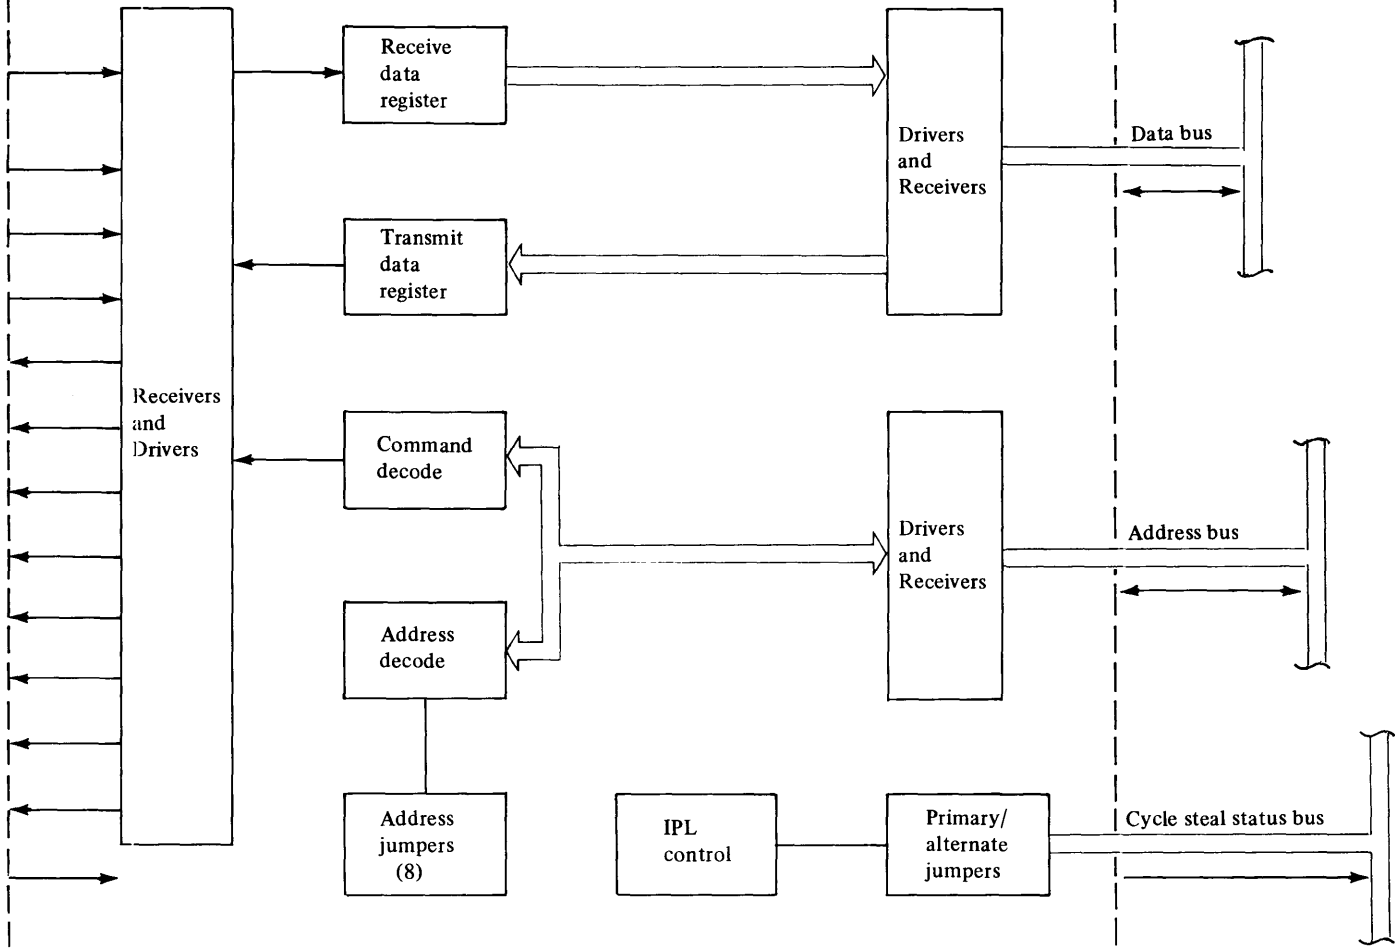 Receive
data
register
Drivers
and
Receivers
Data bus
Transmit
data
register
Receivers
and
Drivers
Command
decode
Drivers
and
Receivers
Address bus
Address
decode
Address
jumpers
(8)
IPL
control
Primary/
alternate
jumpers
Cycle steal status bus